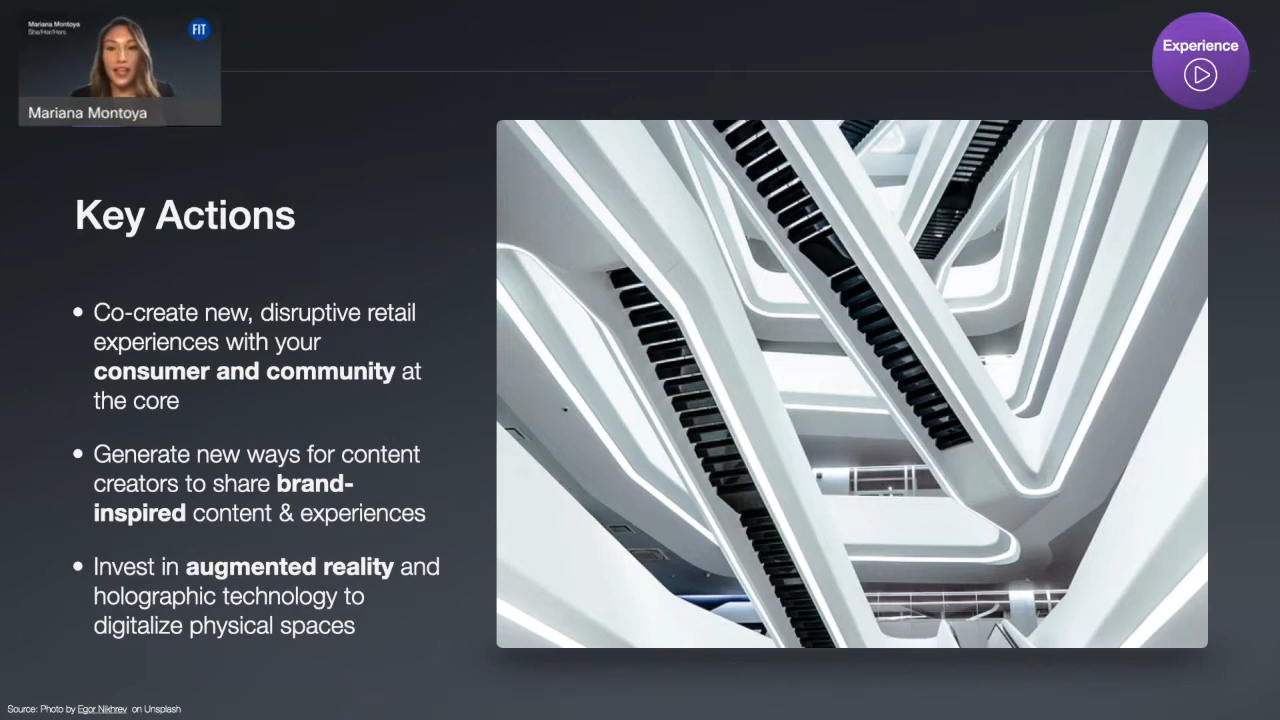 Mariana Montoya
She/Her/Hers
FIT
Mariana Montoya
Experience
Key Actions
• Co-create new, disruptive retail
experiences with your
consumer and community at
the core
• Generate new ways for content
creators to share brand-
inspired content & experiences
• Invest in augmented reality and
holographic technology to
digitalize physical spaces
Source: Photo by Egor Nikhrev on Unsplash